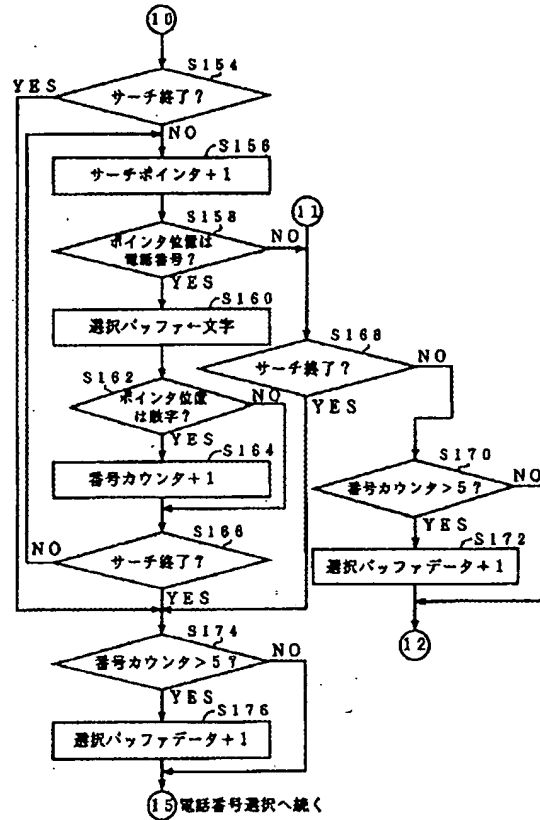 10
S154
YES
サーチ終了?
NO
S156
サーチポインタ+1
S158
11
ポインタ位置は
電話番号?
NO
YES
S160
選択バッファ←文字
S168
サーチ終了?
NO
YES
S162
ポインタ位置
は数字?
NO
YES
S164
番号カウンタ+1
S170
番号カウンタ>5?
NO
YES
S172
選択バッファデータ+1
12
S166
NO
サーチ終了?
YES
S174
番号カウンタ>5?
NO
YES
S176
選択バッファデータ+1
15 電話番号選択へ続く